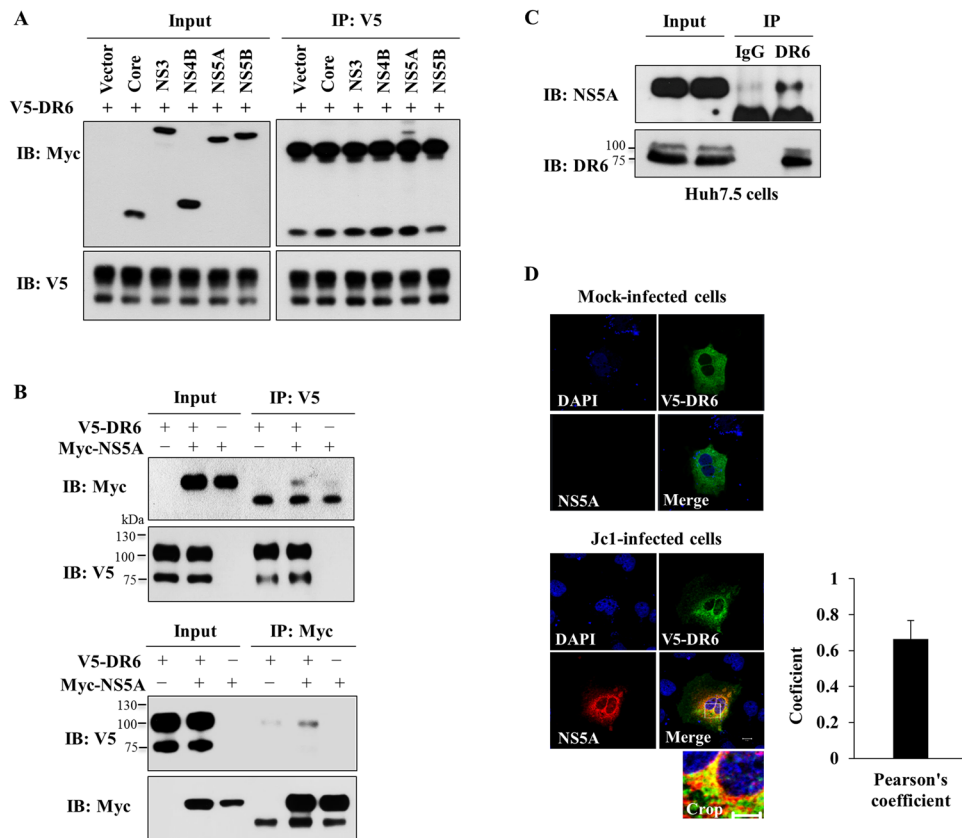 A
Input
IP: V5
Vector
Core
NS3
NS4B
NS5A
NS5B
Vector
Core
NS3
NS4B
NS5A
NS5B
V5-DR6 + + + + + + + + + + + +
IB: Myc
IB: V5
B
Input
IP: V5
V5-DR6 + + − + + −
Myc-NS5A − + + − + +
IB: Myc
kDa
130
100
75
IB: V5
Input
IP: Myc
V5-DR6 + + − + + −
Myc-NS5A − + + − + +
130
100
75
IB: V5
IB: Myc
C
Input
IP
IgG DR6
IB: NS5A
100
75
IB: DR6
Huh7.5 cells
D
Mock-infected cells
DAPI
V5-DR6
NS5A
Merge
Jc1-infected cells
DAPI
V5-DR6
NS5A
Merge
Crop
1
0.8
0.6
0.4
0.2
0
Coeficient
Pearson's
coefficient